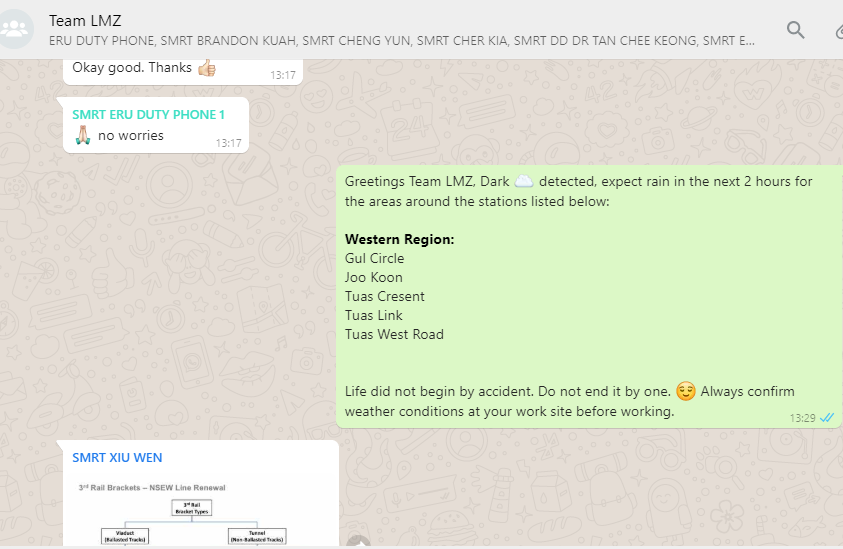 Team LMZ
ERU DUTY PHONE, SMRT BRANDON KUAH, SMRT CHENG YUN, SMRT CHER KIA, SMRT DD DR TAN CHEE KEONG, SMRT E...
Okay good. Thanks 👍🏻
13:17
SMRT ERU DUTY PHONE 1
🙏🏻 no worries
13:17
Greetings Team LMZ, Dark ☁️ detected, expect rain in the next 2 hours for
the areas around the stations listed below:
Western Region:
Gul Circle
Joo Koon
Tuas Cresent
Tuas Link
Tuas West Road
Life did not begin by accident. Do not end it by one. 😌 Always confirm
weather conditions at your work site before working.
13:29
SMRT XIU WEN
3rd Rail Brackets – NSEW Line Renewal
3rd Rail
Bracket Types
Viaduct
(Ballasted Tracks)
Tunnel
(Non-Ballasted Tracks)